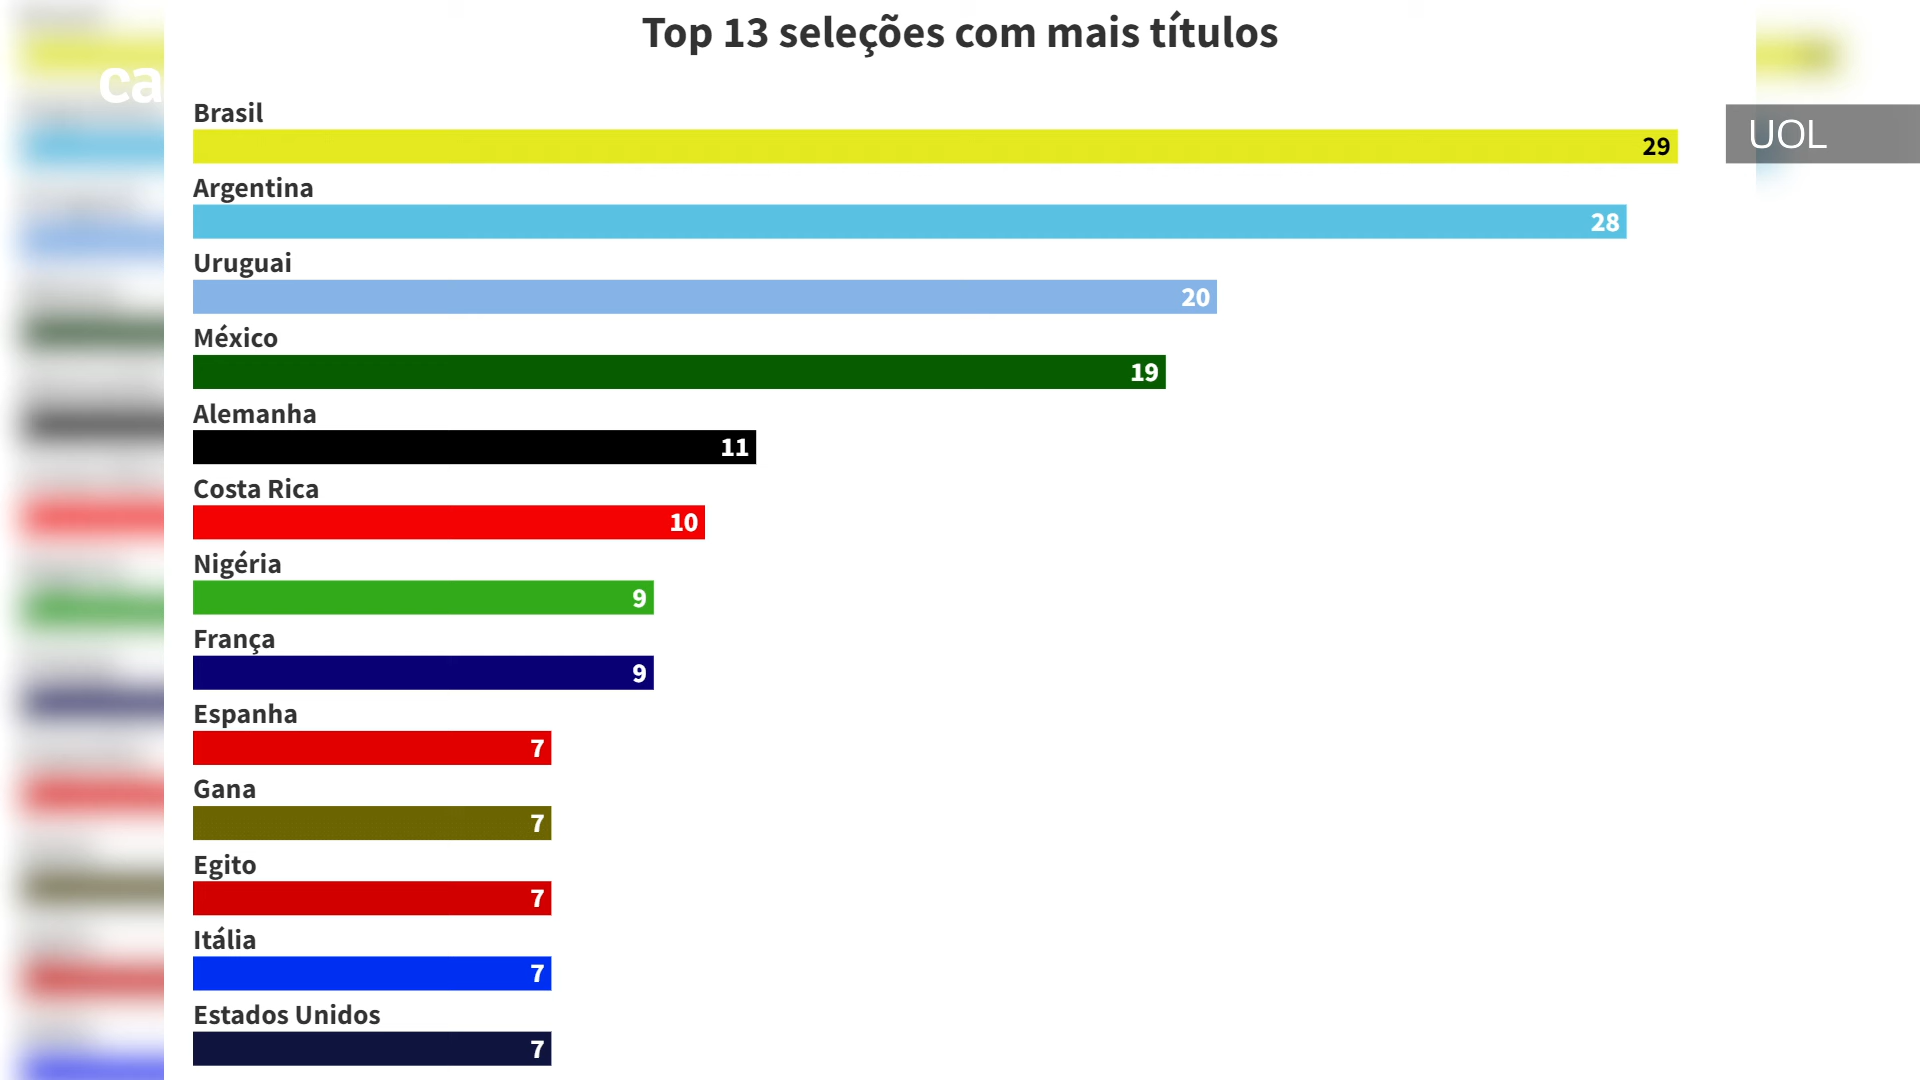 Top 13 seleções com mais títulos
ca
Brasil
29
UOL
Argentina
28
Uruguai
20
México
19
Alemanha
11
Costa Rica
10
Nigéria
9
França
9
Espanha
7
Gana
7
Egito
7
Itália
7
Estados Unidos
7